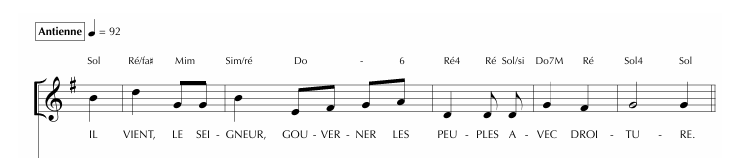 Antienne ♩ = 92
Sol Ré/fa# Mim Sim/ré Do - 6 Ré4 Ré Sol/si Do7M Ré Sol4 Sol
IL VIENT, LE SEI - GNEUR, GOU - VER - NER LES PEU - PLES A - VEC DROI - TU - RE.